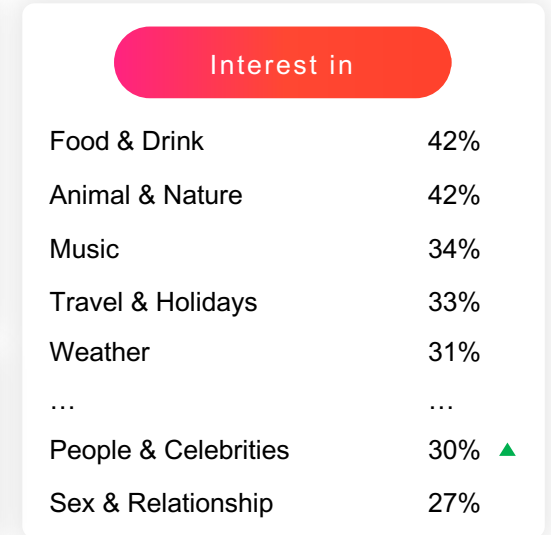 Interest in
Food & Drink 42%
Animal & Nature 42%
Music 34%
Travel & Holidays 33%
Weather 31%
… …
People & Celebrities 30%
Sex & Relationship 27%